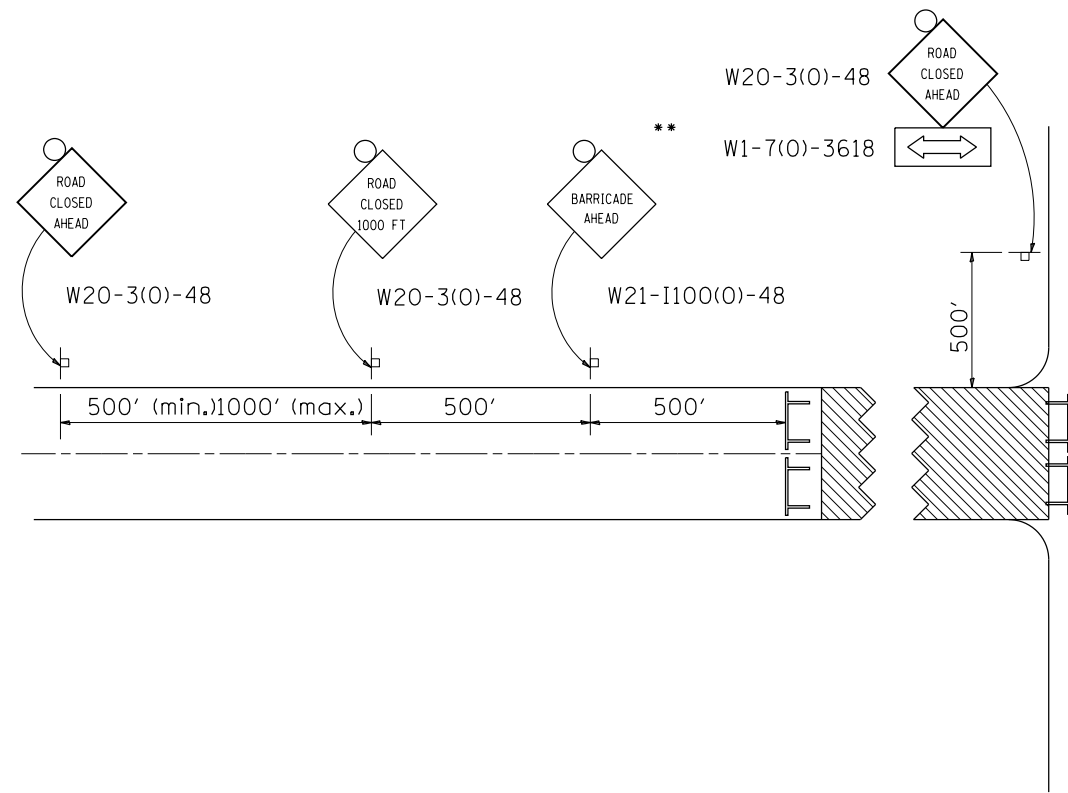 ROAD
CLOSED
AHEAD
W20-3(O)-48
**
W1-7(O)-3618
ROAD
CLOSED
AHEAD
W20-3(O)-48
ROAD
CLOSED
1000 FT
W20-3(O)-48
BARRICADE
AHEAD
W21-I100(O)-48
500'
500' (min.)1000' (max.)
500'
500'